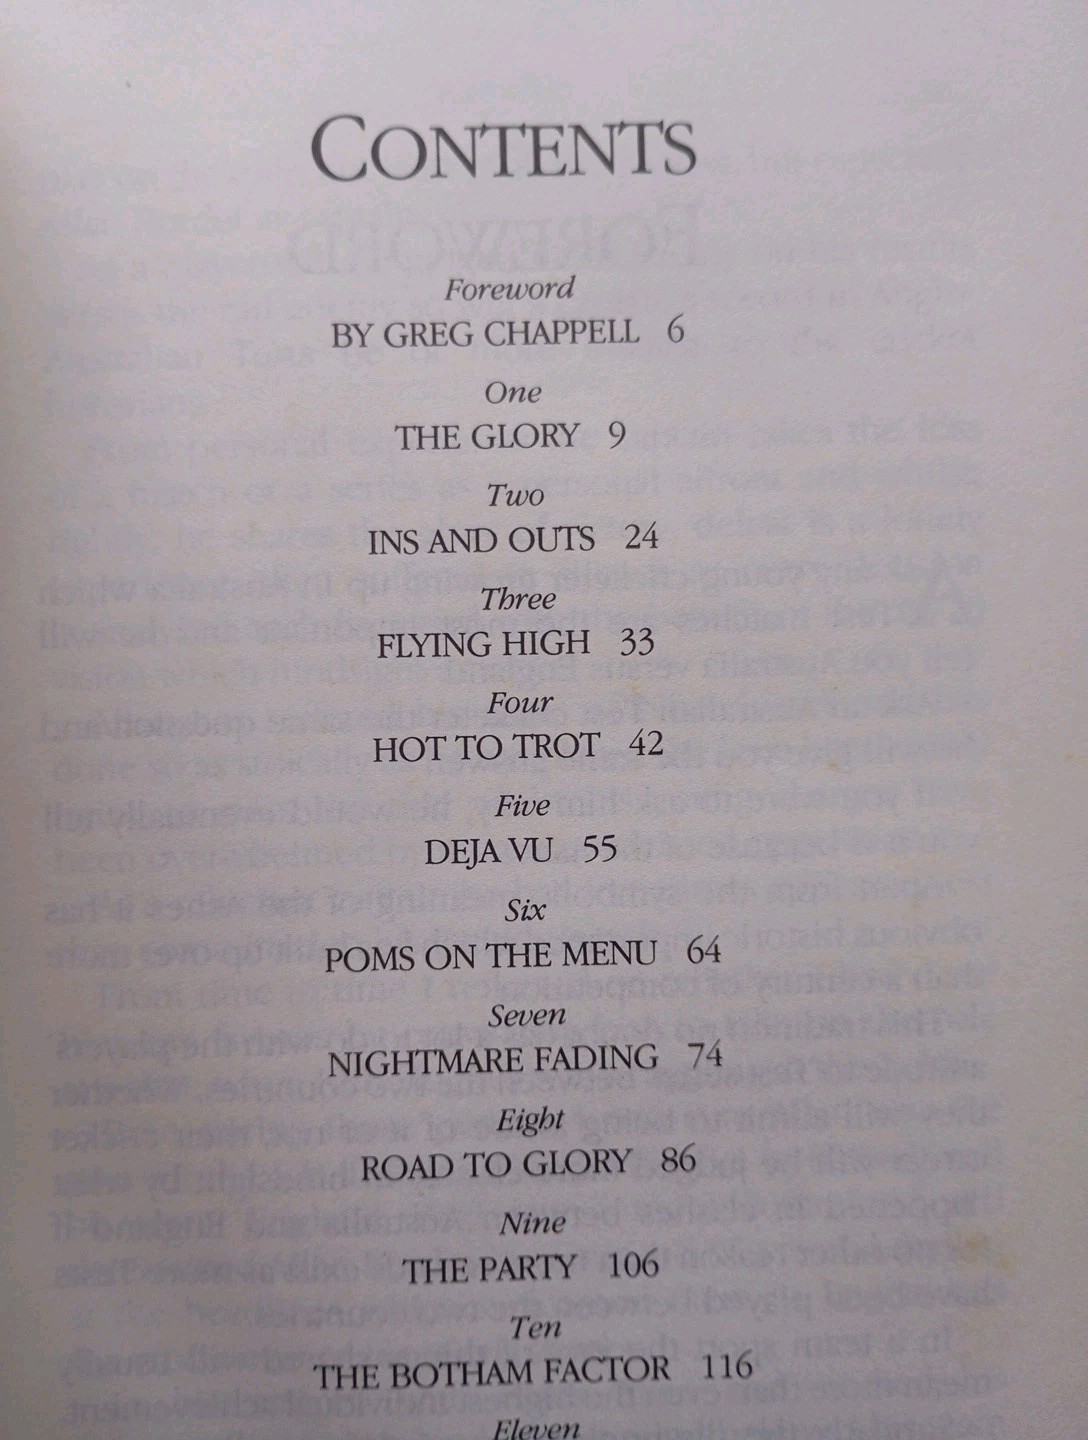 CONTENTS
Foreword
BY GREG CHAPPELL 6
One
THE GLORY 9
Two
INS AND OUTS 24
Three
FLYING HIGH 33
Four
HOT TO TROT 42
Five
DEJA VU 55
Six
POMS ON THE MENU 64
Seven
NIGHTMARE FADING 74
Eight
ROAD TO GLORY 86
Nine
THE PARTY 106
Ten
THE BOTHAM FACTOR 116
Eleven